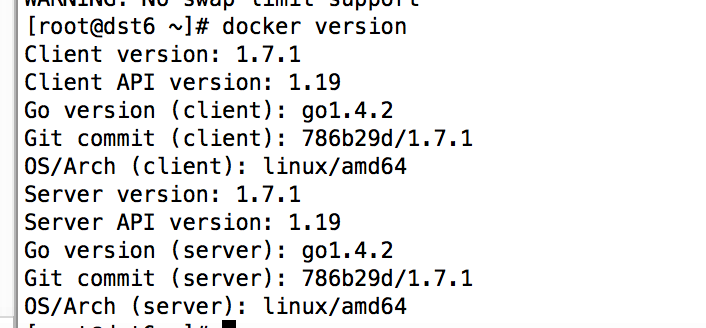 WARNING: No swap limit support
[root@dst6 ~]# docker version
Client version: 1.7.1
Client API version: 1.19
Go version (client): go1.4.2
Git commit (client): 786b29d/1.7.1
OS/Arch (client): linux/amd64
Server version: 1.7.1
Server API version: 1.19
Go version (server): go1.4.2
Git commit (server): 786b29d/1.7.1
OS/Arch (server): linux/amd64
[root@dst6 ~]#